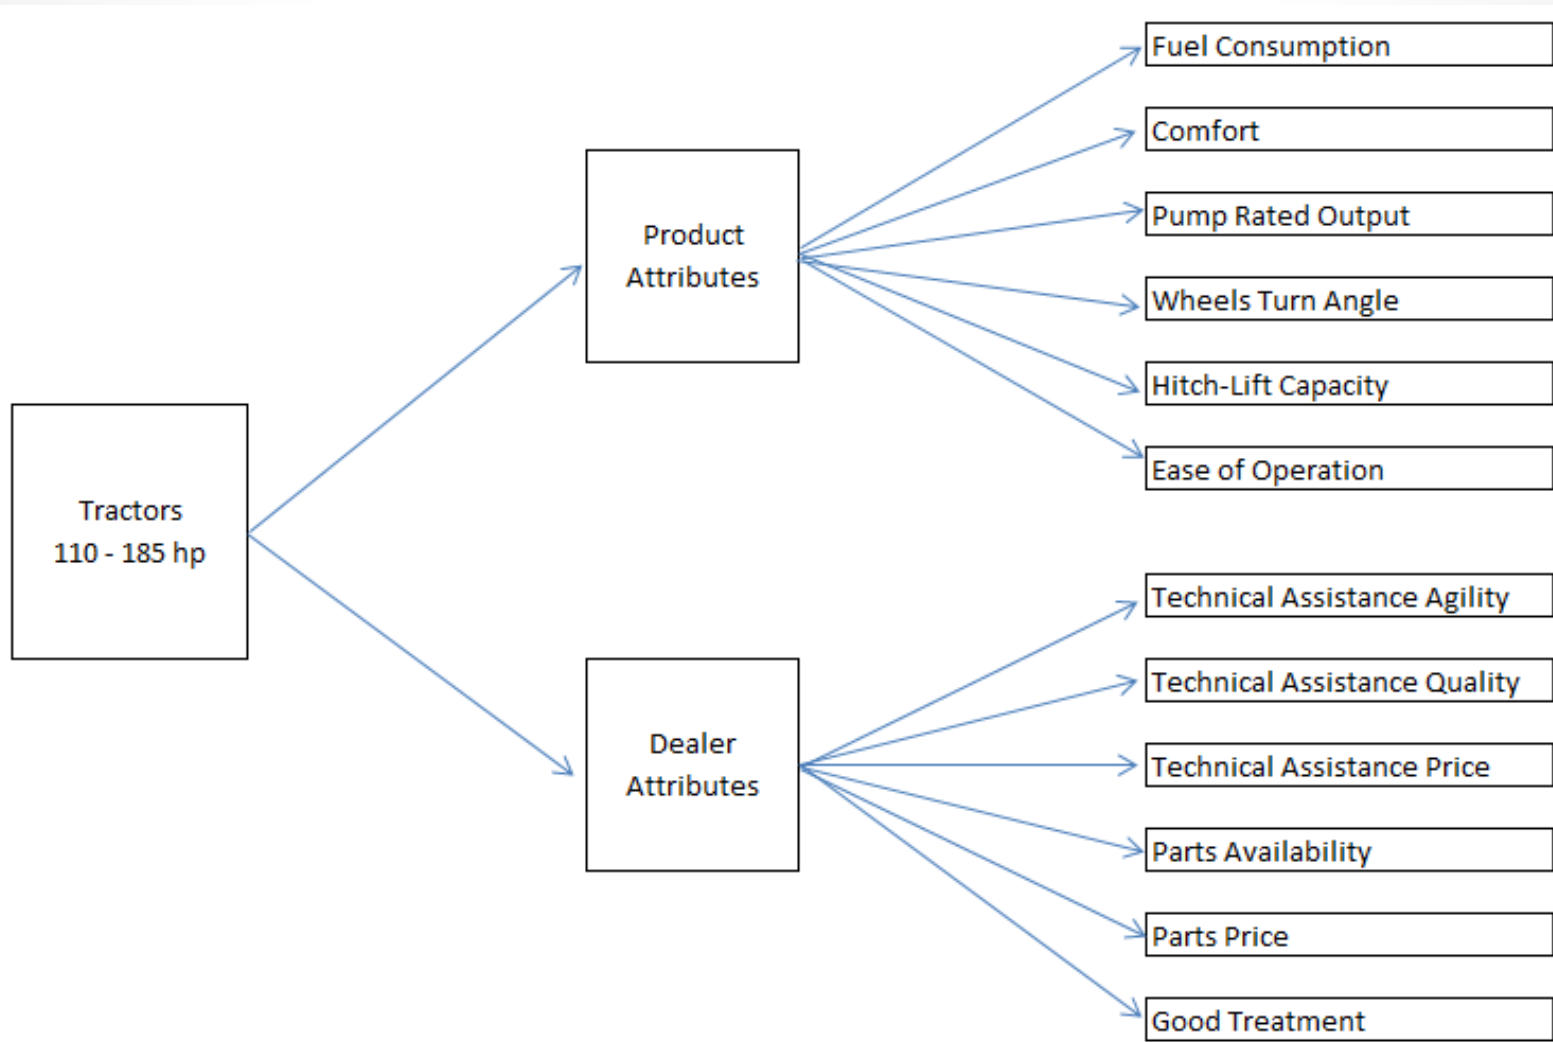 Tractors
110 - 185 hp
Product
Attributes
Fuel Consumption
Comfort
Pump Rated Output
Wheels Turn Angle
Hitch-Lift Capacity
Ease of Operation
Dealer
Attributes
Technical Assistance Agility
Technical Assistance Quality
Technical Assistance Price
Parts Availability
Parts Price
Good Treatment